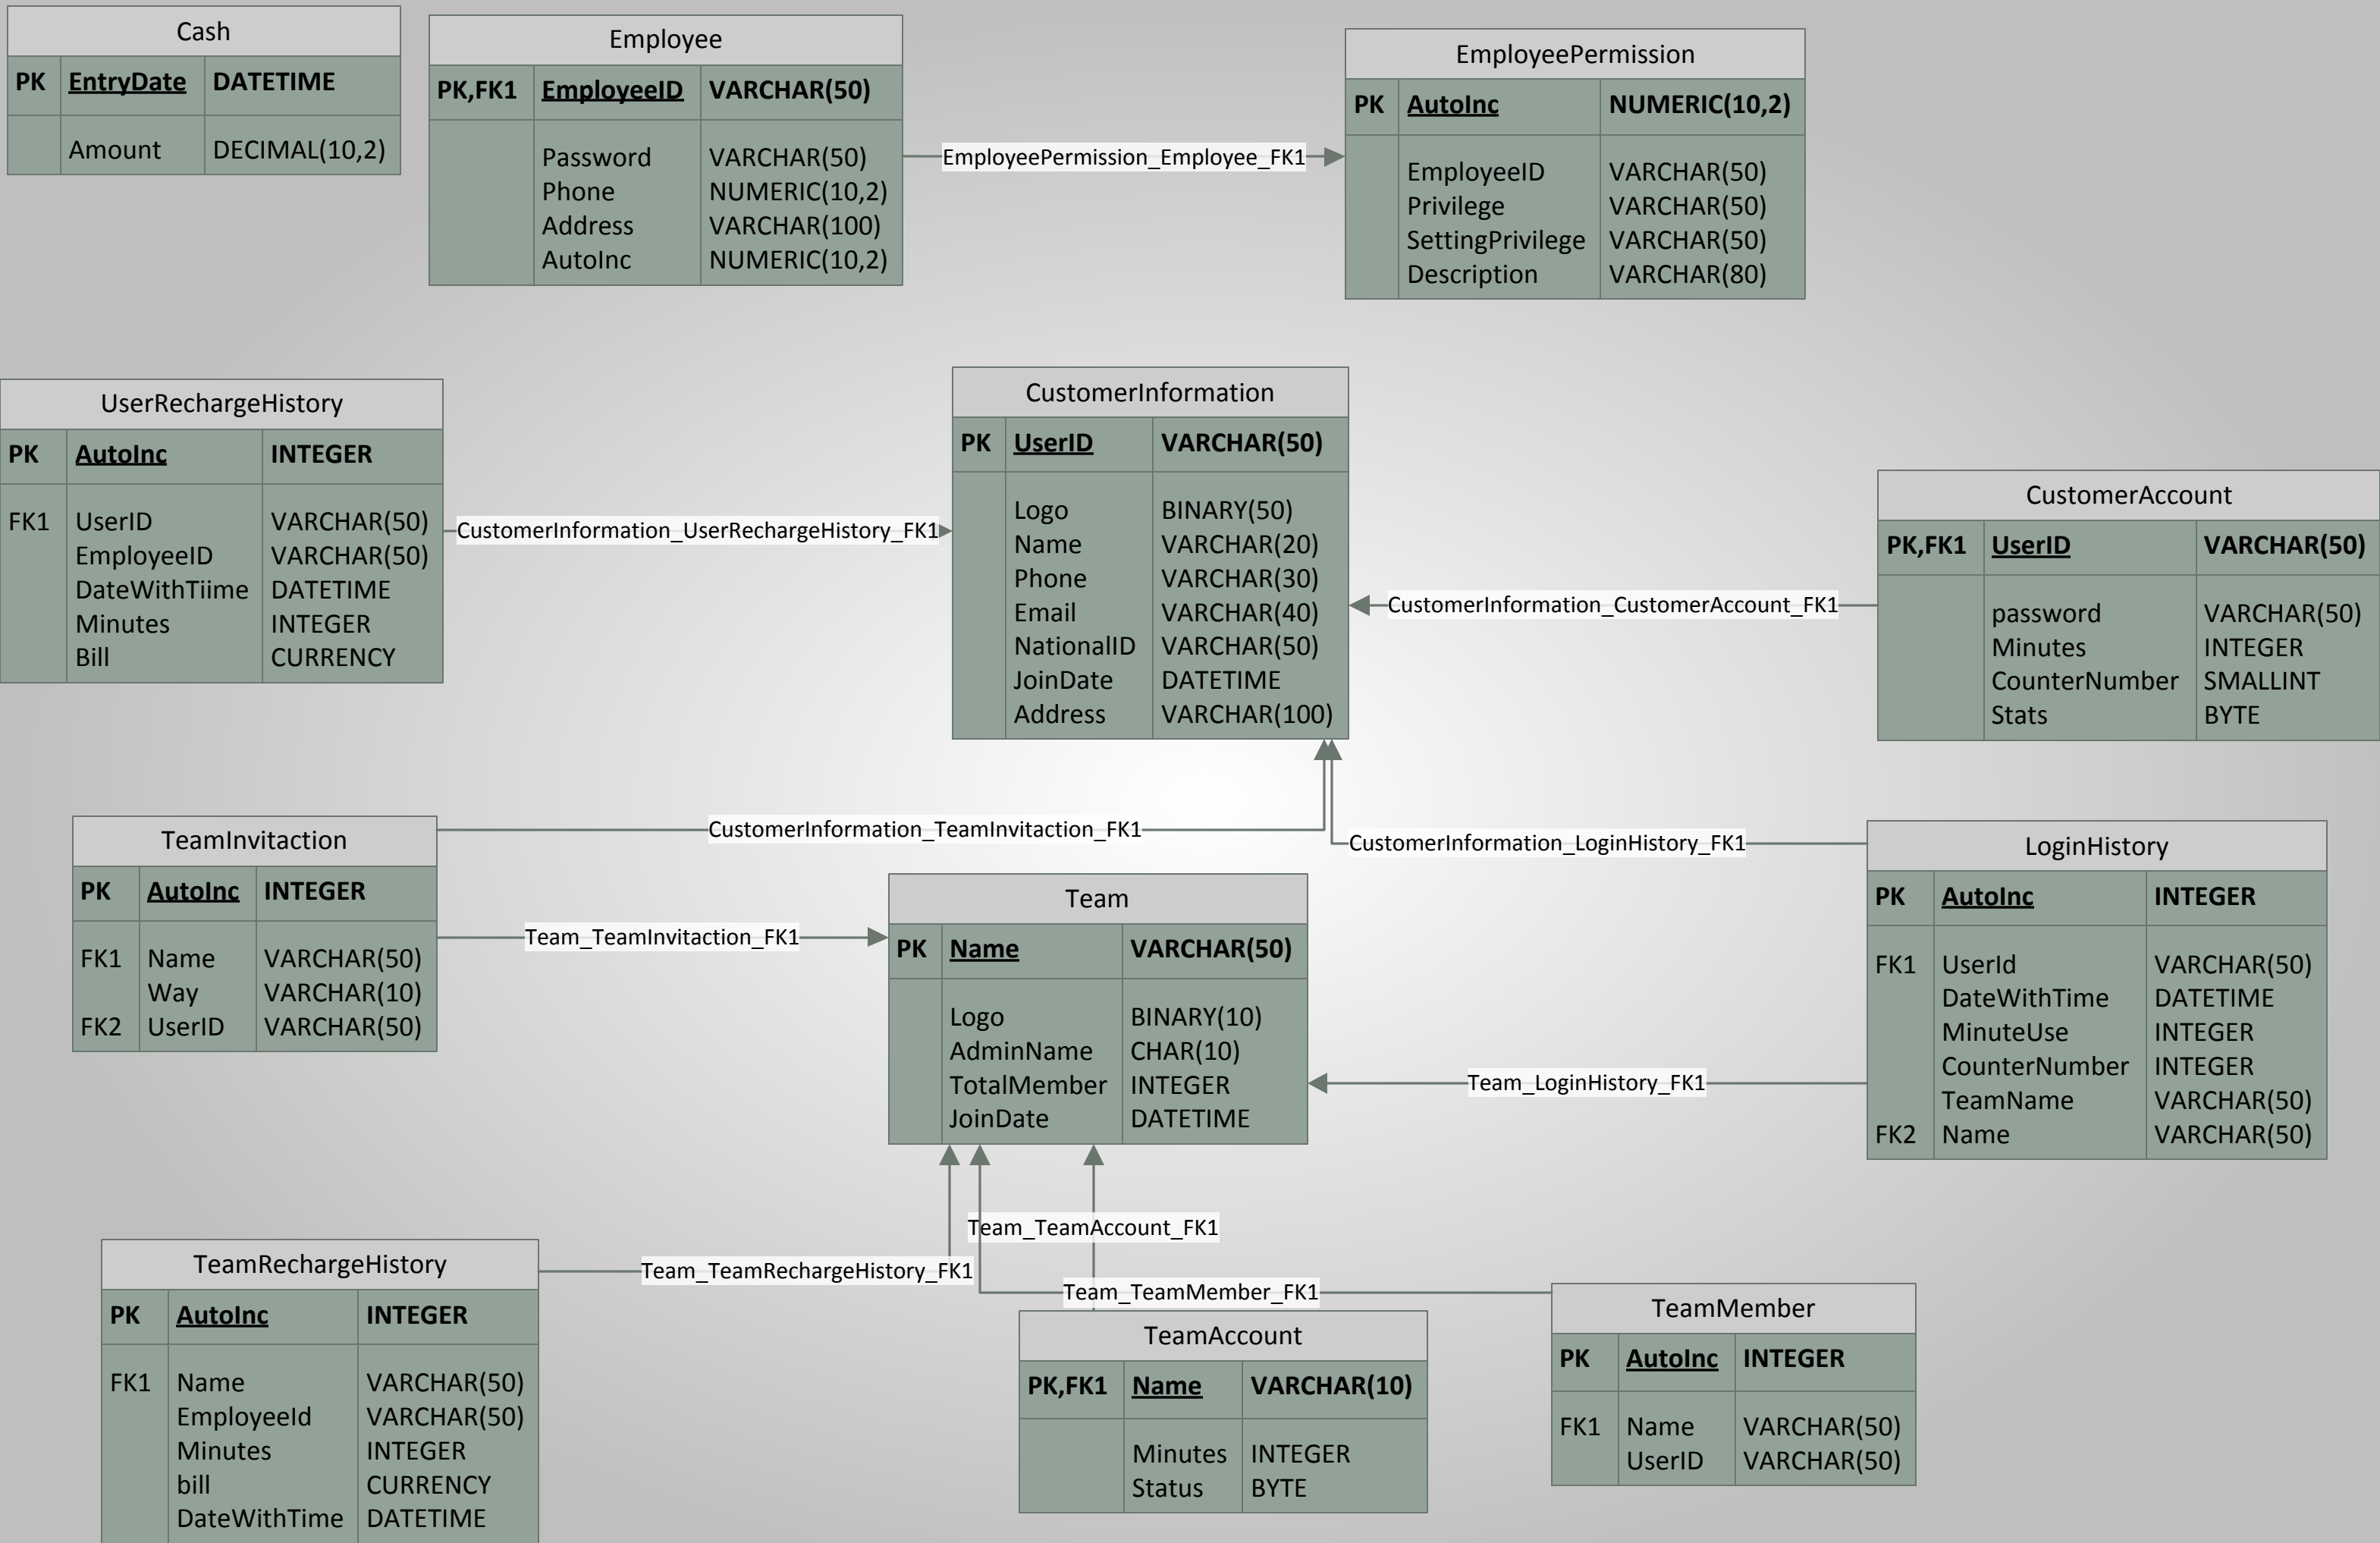 Cash
PK EntryDate DATETIME
Amount DECIMAL(10,2)
Employee
PK,FK1 EmployeeID VARCHAR(50)
Password VARCHAR(50)
Phone NUMERIC(10,2)
Address VARCHAR(100)
AutoInc NUMERIC(10,2)
EmployeePermission_Employee_FK1
EmployeePermission
PK AutoInc NUMERIC(10,2)
EmployeeID VARCHAR(50)
Privilege VARCHAR(50)
SettingPrivilege VARCHAR(50)
Description VARCHAR(80)
UserRechargeHistory
PK AutoInc INTEGER
FK1 UserID VARCHAR(50)
EmployeeID VARCHAR(50)
DateWithTiime DATETIME
Minutes INTEGER
Bill CURRENCY
CustomerInformation_UserRechargeHistory_FK1
CustomerInformation
PK UserID VARCHAR(50)
Logo BINARY(50)
Name VARCHAR(20)
Phone VARCHAR(30)
Email VARCHAR(40)
NationalID VARCHAR(50)
JoinDate DATETIME
Address VARCHAR(100)
CustomerInformation_CustomerAccount_FK1
CustomerAccount
PK,FK1 UserID VARCHAR(50)
password VARCHAR(50)
Minutes INTEGER
CounterNumber SMALLINT
Stats BYTE
TeamInvitaction
PK AutoInc INTEGER
FK1 Name VARCHAR(50)
Way VARCHAR(10)
FK2 UserID VARCHAR(50)
CustomerInformation_TeamInvitaction_FK1
CustomerInformation_LoginHistory_FK1
Team_TeamInvitaction_FK1
Team
PK Name VARCHAR(50)
Logo BINARY(10)
AdminName CHAR(10)
TotalMember INTEGER
JoinDate DATETIME
Team_LoginHistory_FK1
LoginHistory
PK AutoInc INTEGER
FK1 UserId VARCHAR(50)
DateWithTime DATETIME
MinuteUse INTEGER
CounterNumber INTEGER
TeamName VARCHAR(50)
FK2 Name VARCHAR(50)
Team_TeamAccount_FK1
Team_TeamRechargeHistory_FK1
Team_TeamMember_FK1
TeamRechargeHistory
PK AutoInc INTEGER
FK1 Name VARCHAR(50)
EmployeeId VARCHAR(50)
Minutes INTEGER
bill CURRENCY
DateWithTime DATETIME
TeamAccount
PK,FK1 Name VARCHAR(10)
Minutes INTEGER
Status BYTE
TeamMember
PK AutoInc INTEGER
FK1 Name VARCHAR(50)
UserID VARCHAR(50)